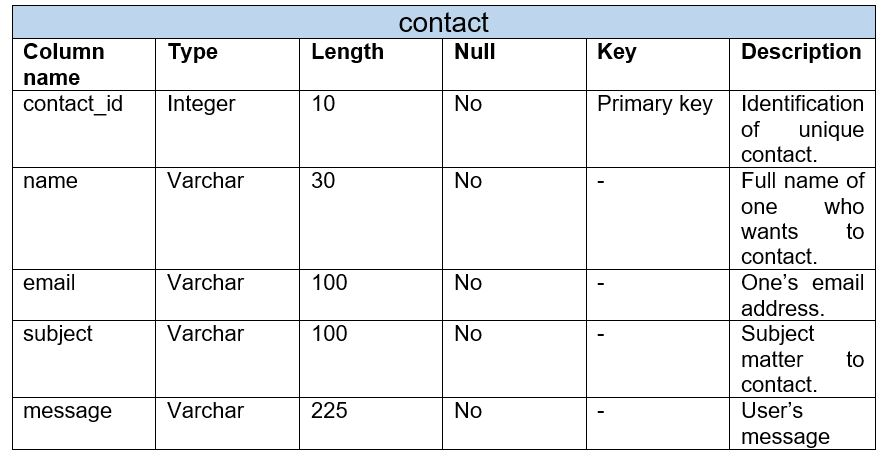 contact
Column name Type Length Null Key Description
contact_id Integer 10 No Primary key Identification of unique contact.
name Varchar 30 No - Full name of one who wants to contact.
email Varchar 100 No - One’s email address.
subject Varchar 100 No - Subject matter to contact.
message Varchar 225 No - User’s message